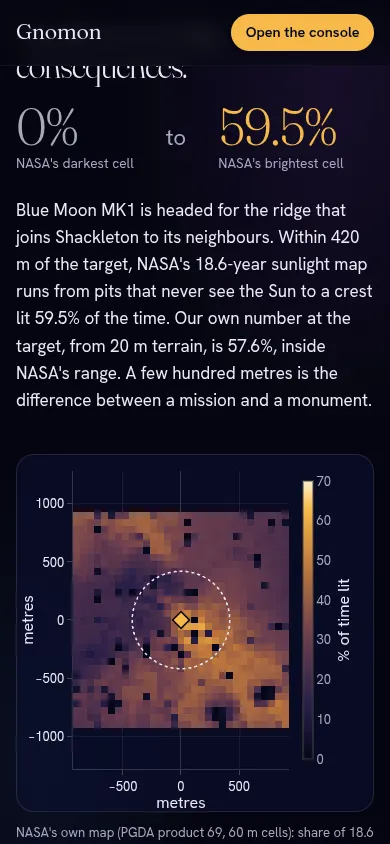 Gnomon
Open the console
consequences.
0% to 59.5%
NASA's darkest cell
NASA's brightest cell
Blue Moon MK1 is headed for the ridge that
joins Shackleton to its neighbours. Within 420
m of the target, NASA's 18.6-year sunlight map
runs from pits that never see the Sun to a crest
lit 59.5% of the time. Our own number at the
target, from 20 m terrain, is 57.6%, inside
NASA's range. A few hundred metres is the
difference between a mission and a monument.
1000
500
0
−500
−1000
metres
−500
0
500
metres
70
60
50
40
30
20
10
0
% of time lit
NASA's own map (PGDA product 69, 60 m cells): share of 18.6